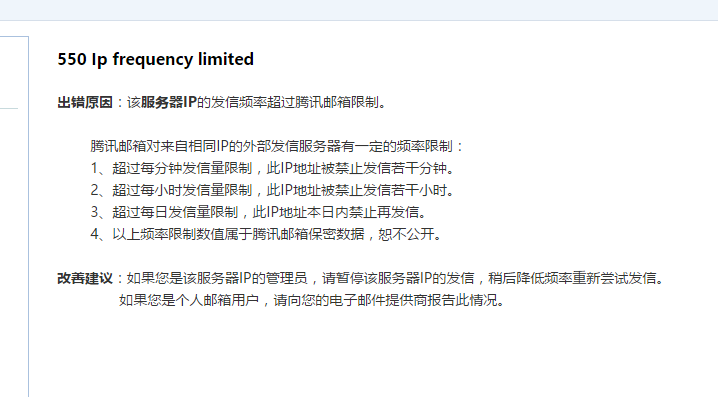 550 Ip frequency limited
出错原因：该服务器IP的发信频率超过腾讯邮箱限制。
腾讯邮箱对来自相同IP的外部发信服务器有一定的频率限制：
1、超过每分钟发信量限制，此IP地址被禁止发信若干分钟。
2、超过每小时发信量限制，此IP地址被禁止发信若干小时。
3、超过每日发信量限制，此IP地址本日内禁止再发信。
4、以上频率限制数值属于腾讯邮箱保密数据，恕不公开。
改善建议：如果您是该服务器IP的管理员，请暂停该服务器IP的发信，稍后降低频率重新尝试发信。
如果您是个人邮箱用户，请向您的电子邮件提供商报告此情况。